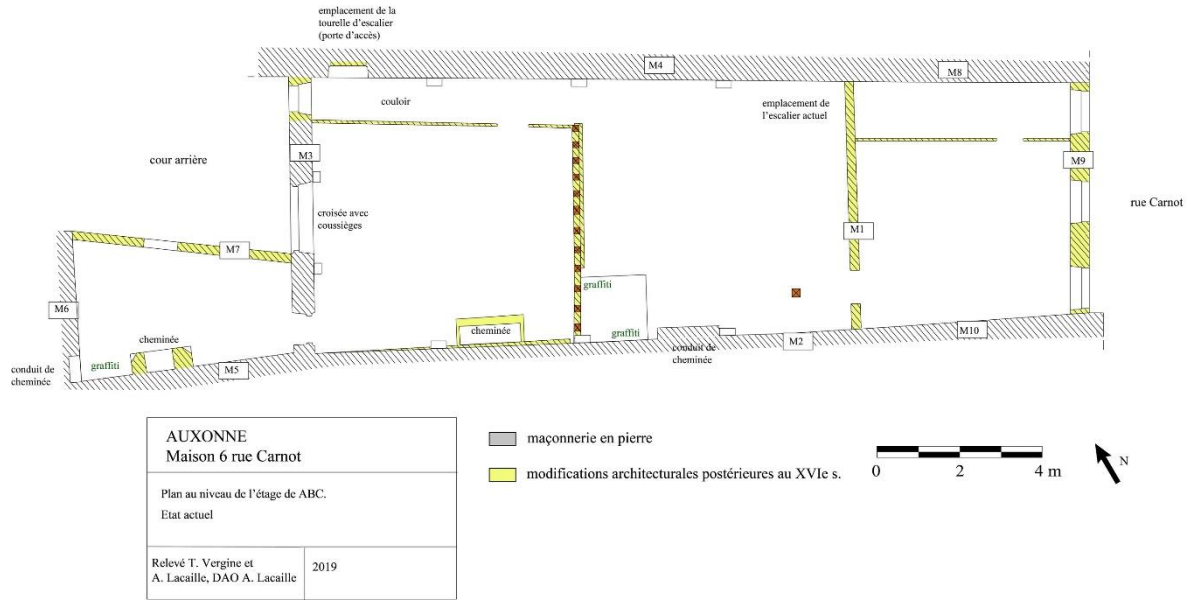 emplacement de la
tourelle d'escalier
(porte d'accès)
M4
M8
couloir
emplacement de
l'escalier actuel
cour arrière
M3
M9
croisée avec
coussièges
rue Carnot
M7
M1
graffiti
M6
cheminée
graffiti
M10
cheminée
conduit de
cheminée
M2
conduit de
cheminée
graffiti
M5
AUXONNE
Maison 6 rue Carnot
Plan au niveau de l'étage de ABC.
Etat actuel
Relevé T. Vergine et
A. Lacaille, DAO A. Lacaille
2019
maçonnerie en pierre
modifications architecturales postérieures au XVIe s.
0 2 4 m
N